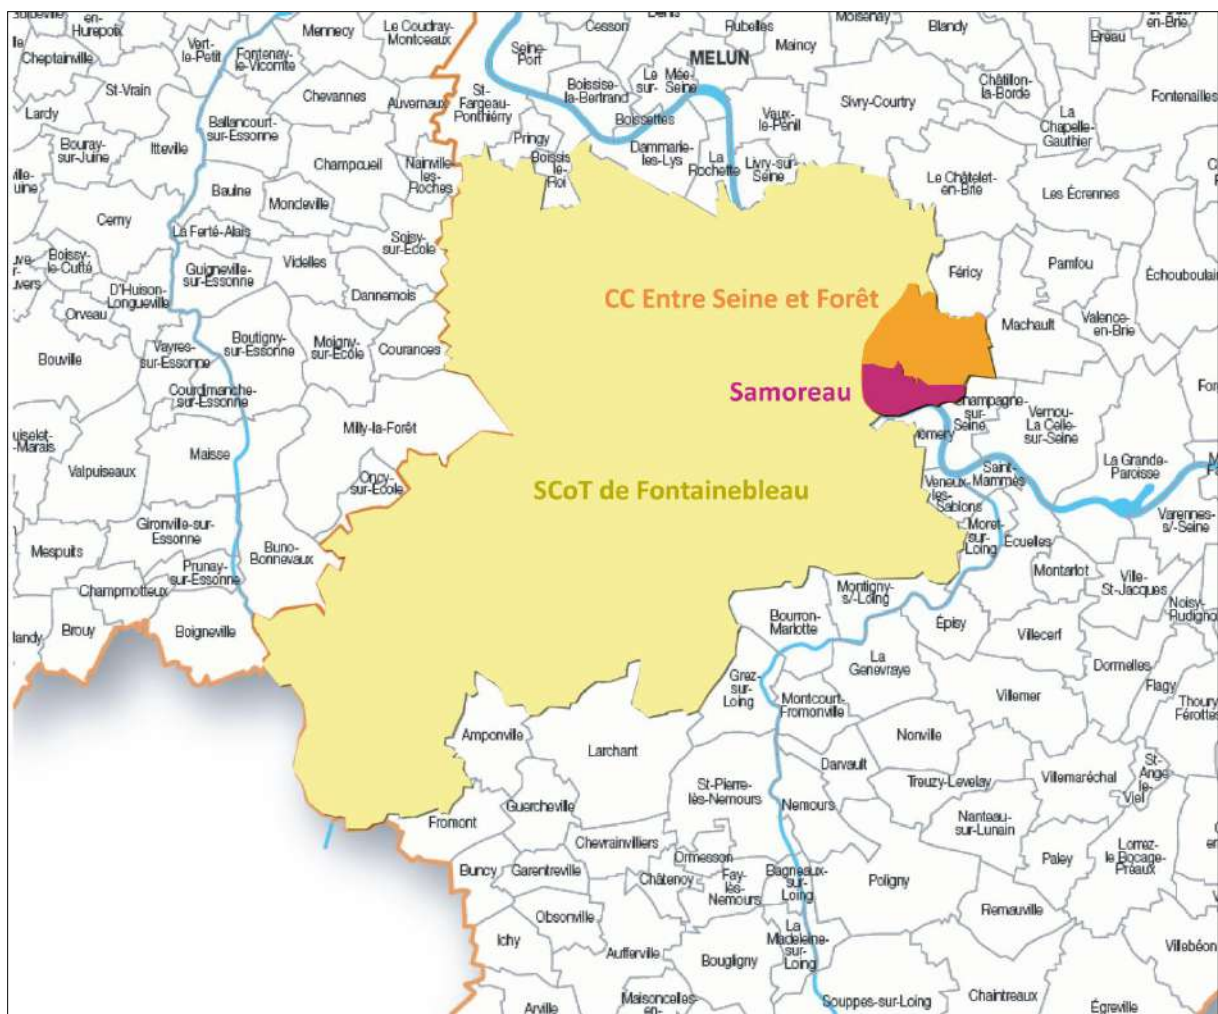 en-
Hurepoix
Cheptainville
Vert-
le-Petit
Fontenay-
le-Vicomte
Mennecy
Le Coudray-
Montceaux
Seine-
Port
Cesson
Rubelles
MELUN
Maincy
Moisenay
Blandy
Bréau
en-Brie
St-Vrain
Lardy
Chevannes
Auvernaux
St-
Fargeau-
Ponthierry
Boissise-
la-Bertrand
Le
sur-
Mée-
Seine
Boissettes
Vaux-
le-Pénil
Sivry-Courtry
Châtillon-
la-Borde
La
Chapelle-
Gauthier
Fontenailles
Bouray-
sur-Juine
Itteville
Ballancourt-
sur-Essonne
Champcueil
Nainville-
les-
Roches
Pringy
Dammarie-
les-Lys
La
Rochette
Livry-sur-
Seine
Le Châtelet-
en-Brie
Les Écrennes
Cerny
Baulne
Mondeville
La Ferté-Alais
Soisy-
sur-École
Boissy-
le-Cutté
Guigneville-
sur-Essonne
Videlles
Dannemois
D'Huison-
Longueville
Orveau
Féricy
Pamfou
Échouboulain
CC Entre Seine et Forêt
Bouville
Vayres-
sur-Essonne
Boutigny-
sur-Essonne
Moigny-
sur-École
Courances
Machault
Valence-
en-Brie
Courdimanche-
sur-Essonne
Samoreau
Champagne-
sur-
Seine
Vernou-
La Celle-
sur-Seine
Milly-la-Forêt
Maisse
Valpuiseaux
Oncy-
sur-École
La Grande-
Paroisse
Saint-
Mammès
Veneux-
les-
Sablons
SCoT de Fontainebleau
Gironville-sur-
Essonne
Varennes-
s/-Seine
Moret-
sur-
Loing
Écuelles
Mespuits
Buno-
Bonnevaux
Prunay-
sur-Essonne
Champmotteux
Montarlot
Ville-
St-Jacques
Montigny-
s/-Loing
Brouy
Boigneville
Bourron-
Marlotte
Épisy
Villecerf
La
Genevraye
Dormelles
Flagy
Grez-
sur-
Loing
Montcourt-
Fromonville
Villemer
Thoury-
Férottes
Amponville
Larchant
Nonville
Darvault
Treuzy-Levelay
Villemaréchal
St-
Ange
le-
Viel
St-Pierre-
lès-Nemours
Guercheville
Nemours
Nanteau-
sur-Lunain
Fromont
Chevrainvilliers
Lorrez-
le Bocage-
Préaux
Paley
Ormesson
Buncy
Garentreville
Châtenoy
Fay-
lès-
Nemours
Bagneaux-
sur-
Loing
Poligny
Remauville
Obsonville
Ichy
Aufferville
Bougligny
La
Madeleine-
sur-
Loing
Villebéon
Arville
Maisoncelles-
en-
Souppes-sur-Loing
Chaintreaux
Égreville